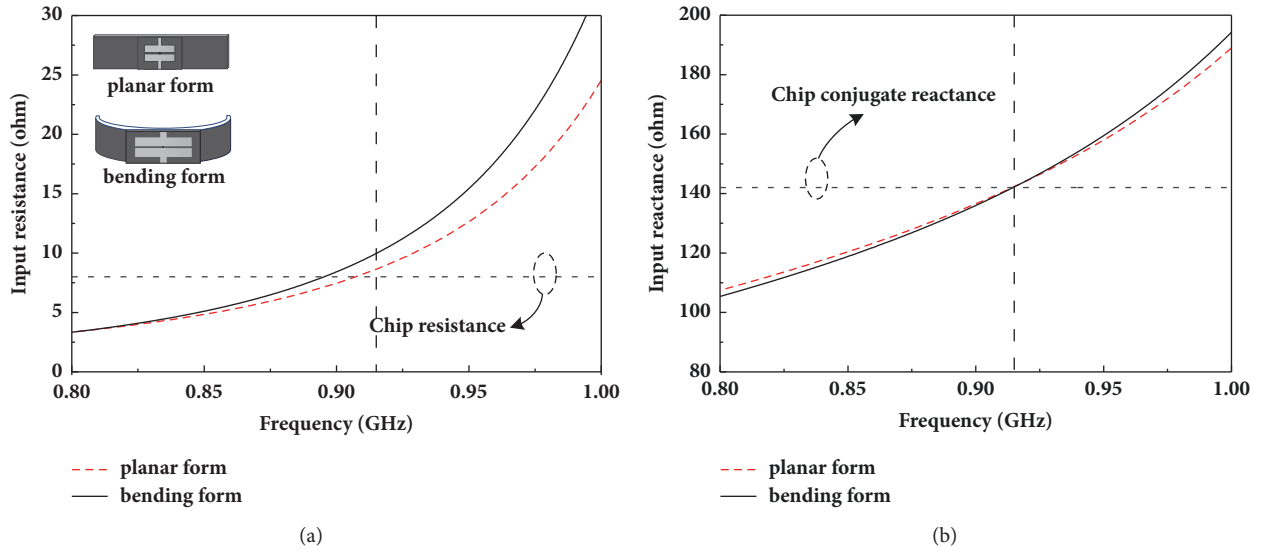 30
25
20
15
10
5
0
Input resistance (ohm)
planar form
bending form
Chip resistance
0.80
0.85
0.90
0.95
1.00
Frequency (GHz)
planar form
bending form
(a)
200
180
160
140
120
100
80
Input reactance (ohm)
Chip conjugate reactance
0.80
0.85
0.90
0.95
1.00
Frequency (GHz)
planar form
bending form
(b)